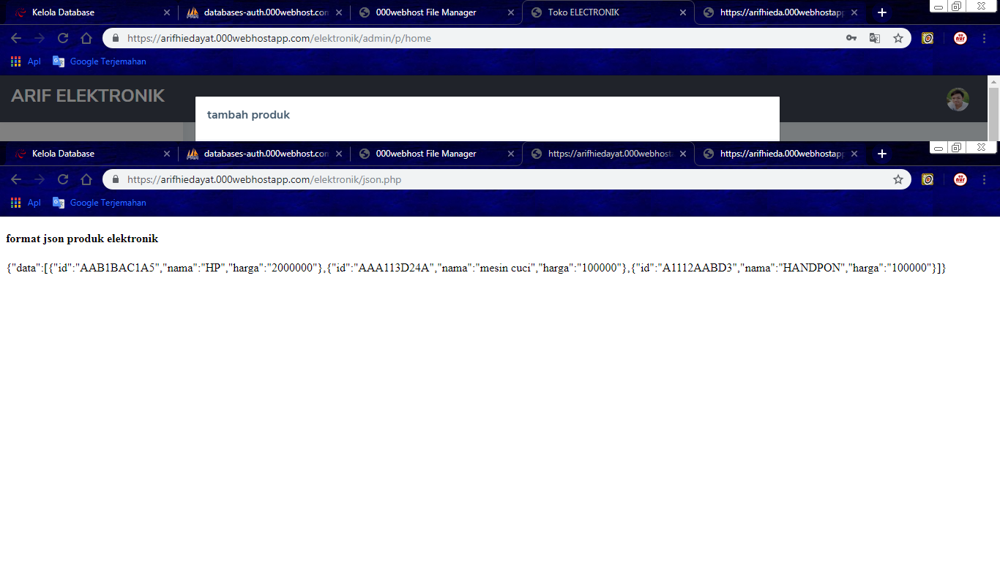 Kelola Database
databases-auth.000webhost.con
000webhost File Manager
Toko ELECTRONIK
https://arifhieda.000webhostapp
https://arifhiedayat.000webhostapp.com/elektronik/admin/p/home
Apl
Google Terjemahan
ARIF ELEKTRONIK
tambah produk
Kelola Database
databases-auth.000webhost.con
000webhost File Manager
https://arifhiedayat.000webhost
https://arifhieda.000webhostapp
https://arifhiedayat.000webhostapp.com/elektronik/json.php
Apl
Google Terjemahan
format json produk elektronik
{"data":[{"id":"AAB1BAC1A5","nama":"HP","harga":"2000000"},{"id":"AAA113D24A","nama":"mesin cuci","harga":"100000"},{"id":"A1112AABD3","nama":"HANDPON","harga":"100000"}]}